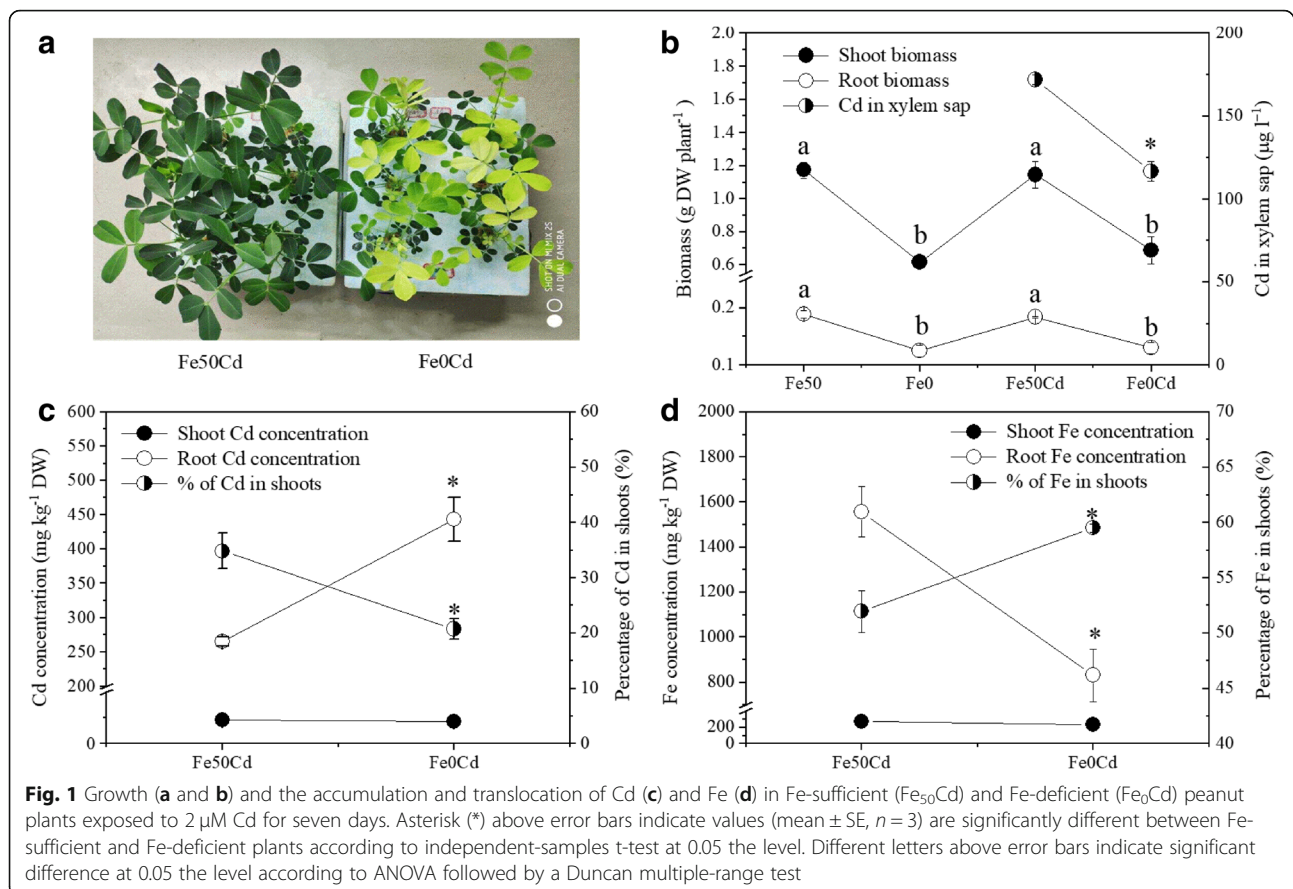 a
SHOT ON MI MIX 2S
AI DUAL CAMERA
Fe50Cd
Fe0Cd
b
Shoot biomass
Root biomass
Cd in xylem sap
Biomass (g DW plant⁻¹)
2.0
1.8
1.6
1.4
1.2
1.0
0.8
0.6
0.2
0.1
Cd in xylem sap (µg l⁻¹)
200
150
100
50
0
a
b
a
b
*
a
b
a
b
Fe50
Fe0
Fe50Cd
Fe0Cd
c
Shoot Cd concentration
Root Cd concentration
% of Cd in shoots
Cd concentration (mg kg⁻¹ DW)
600
550
500
450
400
350
300
250
200
0
Percentage of Cd in shoots (%)
60
50
40
30
20
10
0
*
*
Fe50Cd
Fe0Cd
d
Shoot Fe concentration
Root Fe concentration
% of Fe in shoots
Fe concentration (mg kg⁻¹ DW)
2000
1800
1600
1400
1200
1000
800
200
0
Percentage of Fe in shoots (%)
70
65
60
55
50
45
40
*
*
Fe50Cd
Fe0Cd
Fig. 1 Growth (a and b) and the accumulation and translocation of Cd (c) and Fe (d) in Fe-sufficient (Fe₅₀Cd) and Fe-deficient (Fe₀Cd) peanut
plants exposed to 2 µM Cd for seven days. Asterisk (*) above error bars indicate values (mean ± SE, n = 3) are significantly different between Fe-
sufficient and Fe-deficient plants according to independent-samples t-test at 0.05 the level. Different letters above error bars indicate significant
difference at 0.05 the level according to ANOVA followed by a Duncan multiple-range test